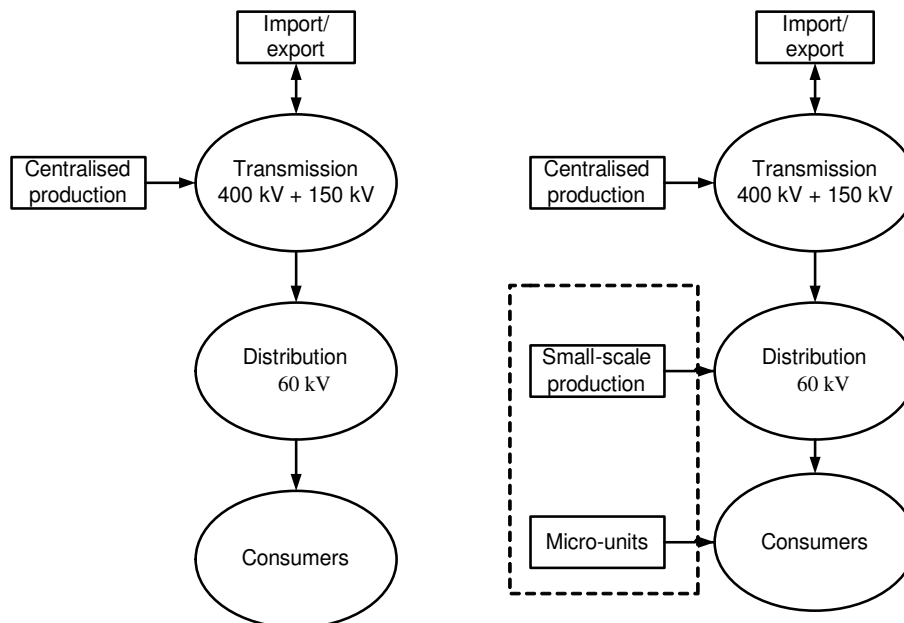 Import/
export
Centralised
production
Transmission
400 kV + 150 kV
Distribution
60 kV
Consumers
Import/
export
Centralised
production
Transmission
400 kV + 150 kV
Small-scale
production
Distribution
60 kV
Micro-units
Consumers